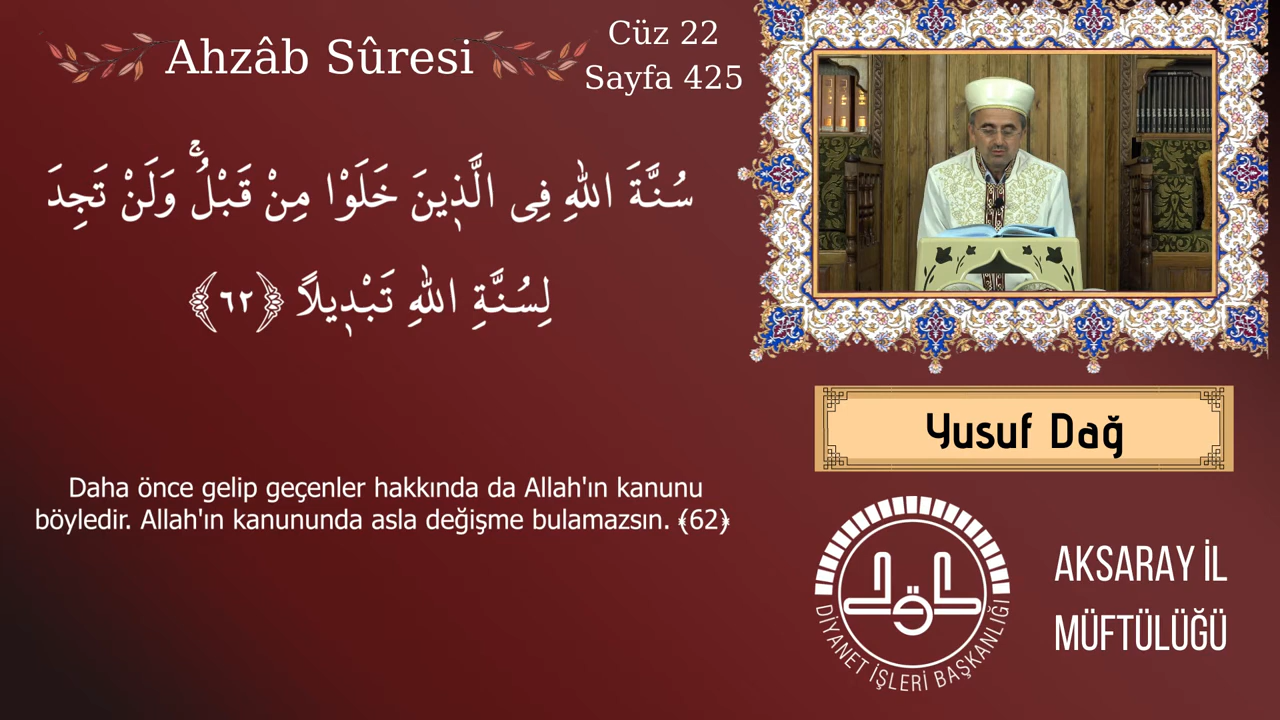 Ahzâb Sûresi
Cüz 22
Sayfa 425
سُنَّةَ اللّٰهِ فِى الَّذ۪ينَ خَلَوْا مِنْ قَبْلُۚ وَلَنْ تَجِدَ
لِسُنَّةِ اللّٰهِ تَبْد۪يلاً ﴿٦٢﴾
Daha önce gelip geçenler hakkında da Allah'ın kanunu
böyledir. Allah'ın kanununda asla değişme bulamazsın. ﴾62﴿
Yusuf Dağ
DİYANET İŞLERİ BAŞKANLIĞI
AKSARAY İL
MÜFTÜLÜĞÜ